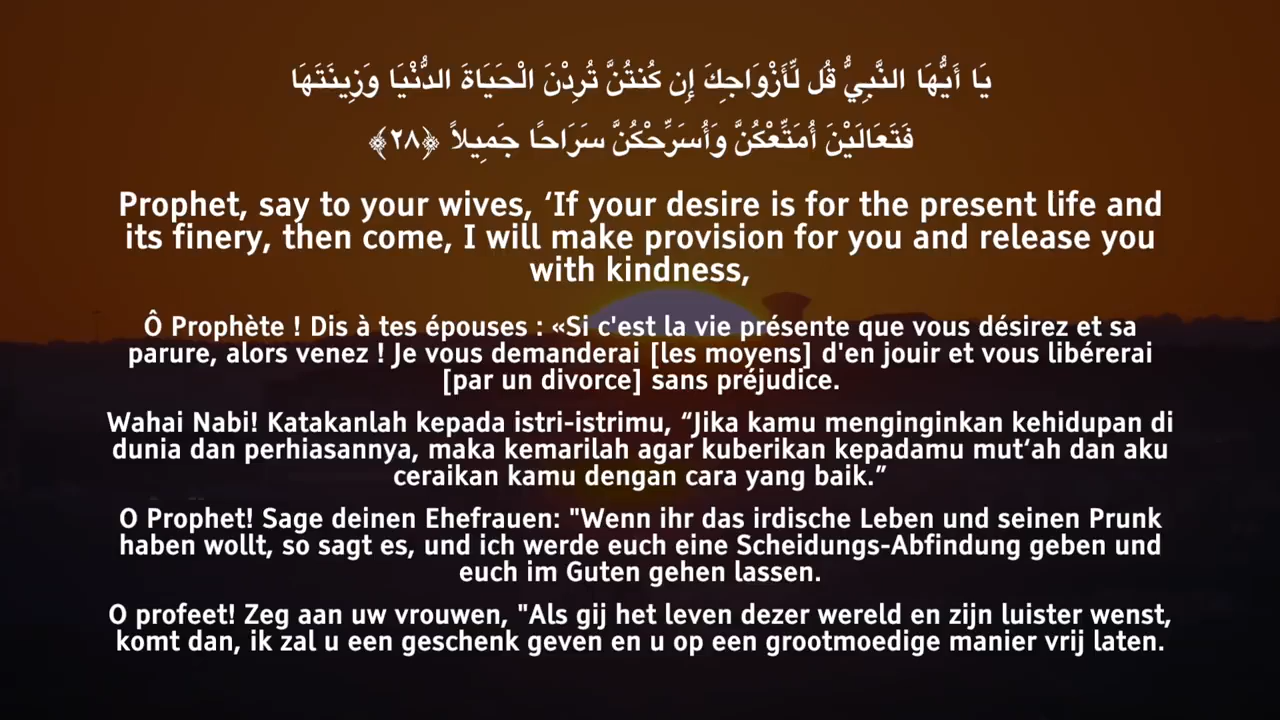 يَا أَيُّهَا النَّبِيُّ قُل لِّأَزْوَاجِكَ إِن كُنتُنَّ تُرِدْنَ الْحَيَاةَ الدُّنْيَا وَزِينَتَهَا
فَتَعَالَيْنَ أُمَتِّعْكُنَّ وَأُسَرِّحْكُنَّ سَرَاحًا جَمِيلاً ﴿٢٨﴾
Prophet, say to your wives, ‘If your desire is for the present life and
its finery, then come, I will make provision for you and release you
with kindness,
Ô Prophète ! Dis à tes épouses : «Si c'est la vie présente que vous désirez et sa
parure, alors venez ! Je vous demanderai [les moyens] d'en jouir et vous libérerai
[par un divorce] sans préjudice.
Wahai Nabi! Katakanlah kepada istri-istrimu, “Jika kamu menginginkan kehidupan di
dunia dan perhiasannya, maka kemarilah agar kuberikan kepadamu mut‘ah dan aku
ceraikan kamu dengan cara yang baik.”
O Prophet! Sage deinen Ehefrauen: "Wenn ihr das irdische Leben und seinen Prunk
haben wollt, so sagt es, und ich werde euch eine Scheidungs-Abfindung geben und
euch im Guten gehen lassen.
O profeet! Zeg aan uw vrouwen, "Als gij het leven dezer wereld en zijn luister wenst,
komt dan, ik zal u een geschenk geven en u op een grootmoedige manier vrij laten.